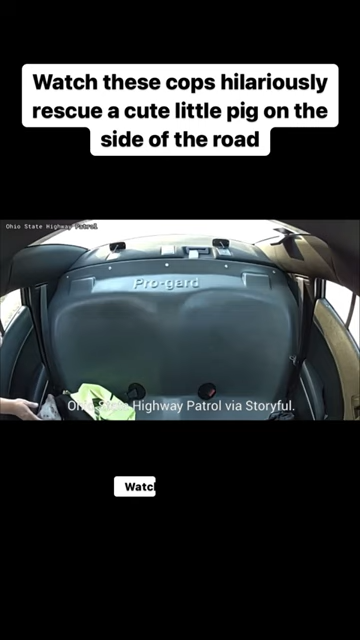 Watch these cops hilariously
rescue a cute little pig on the
side of the road
Ohio State Highway Patrol
Pro-gard
Ohio State Highway Patrol via Storyful.
Watch